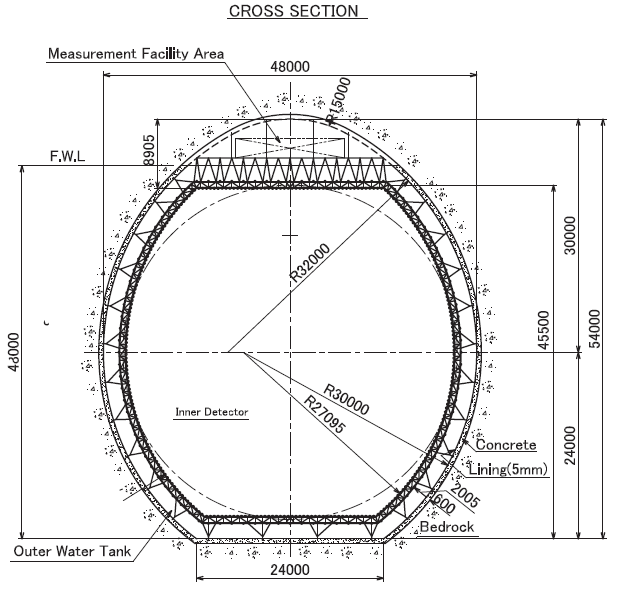 CROSS SECTION
Measurement Facility Area
48000
R15000
8905
F.W.L
R32000
30000
54000
45500
48000
R30000
R27095
Inner Detector
24000
Concrete
Lining(5mm)
2005
600
Bedrock
Outer Water Tank
24000